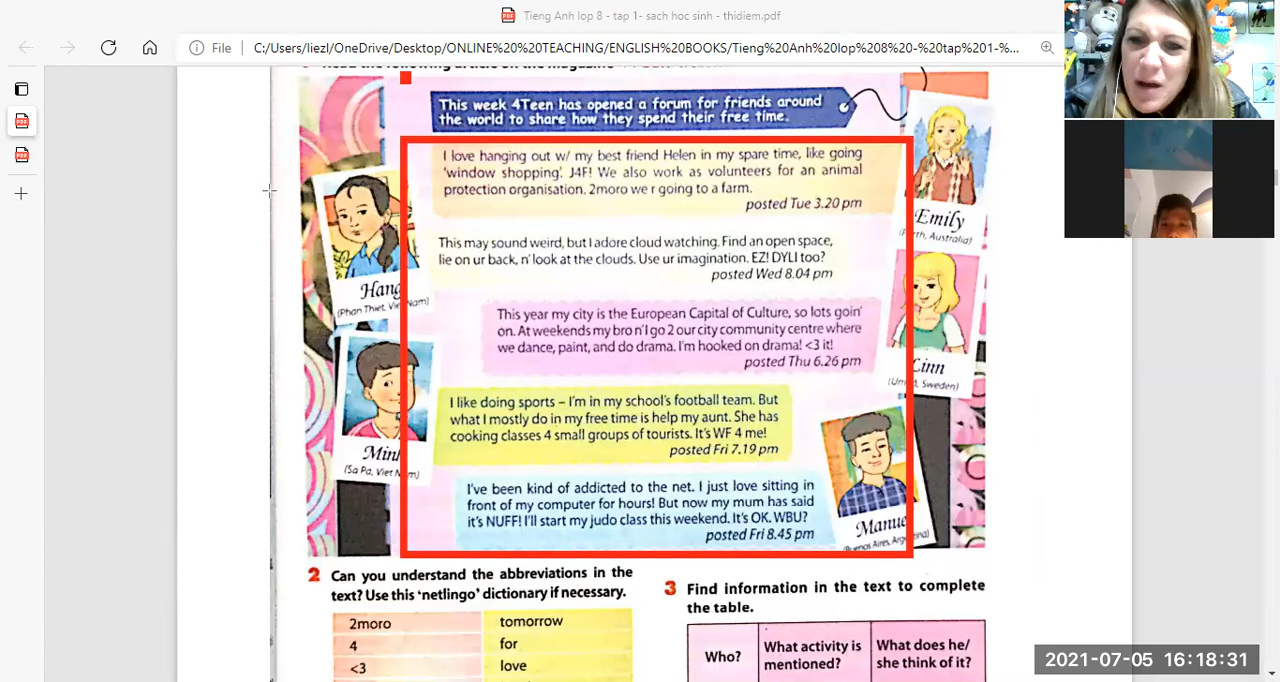 Tieng Anh lop 8 - tap 1- sach hoc sinh - thidiem.pdf
File
C:/Users/liezl/OneDrive/Desktop/ONLINE%20%20TEACHING/ENGLISH%20BOOKS/Tieng%20Anh%20lop%208%20-%20tap%201-%...
This week 4Teen has opened a forum for friends around
the world to share how they spend their free time.
I love hanging out w/ my best friend Helen in my spare time, like going
'window shopping'. J4F! We also work as volunteers for an animal
protection organisation. 2moro we r going to a farm.
posted Tue 3.20 pm
Emily
(Perth, Australia)
This may sound weird, but I adore cloud watching. Find an open space,
lie on ur back, n' look at the clouds. Use ur imagination. EZ! DYLI too?
posted Wed 8.04 pm
Hang
(Phan Thiet, Viet Nam)
This year my city is the European Capital of Culture, so lots goin'
on. At weekends my bro n' I go 2 our city community centre where
we dance, paint, and do drama. I'm hooked on drama! <3 it!
posted Thu 6.26 pm
Linn
Sweden)
I like doing sports – I'm in my school's football team. But
what I mostly do in my free time is help my aunt. She has
cooking classes 4 small groups of tourists. It's WF 4 me!
posted Fri 7.19 pm
(Sa Pa, Viet Nam)
I've been kind of addicted to the net. I just love sitting in
front of my computer for hours! But now my mum has said
it's NUFF! I'll start my judo class this weekend. It's OK. WBU?
posted Fri 8.45 pm
(Buenos Aires,
2 Can you understand the abbreviations in the
text? Use this 'netlingo' dictionary if necessary.
2moro tomorrow
4 for
<3 love
3 Find information in the text to complete
the table.
Who? What activity is mentioned? What does he/ she think of it?
2021-07-05 16:18:31